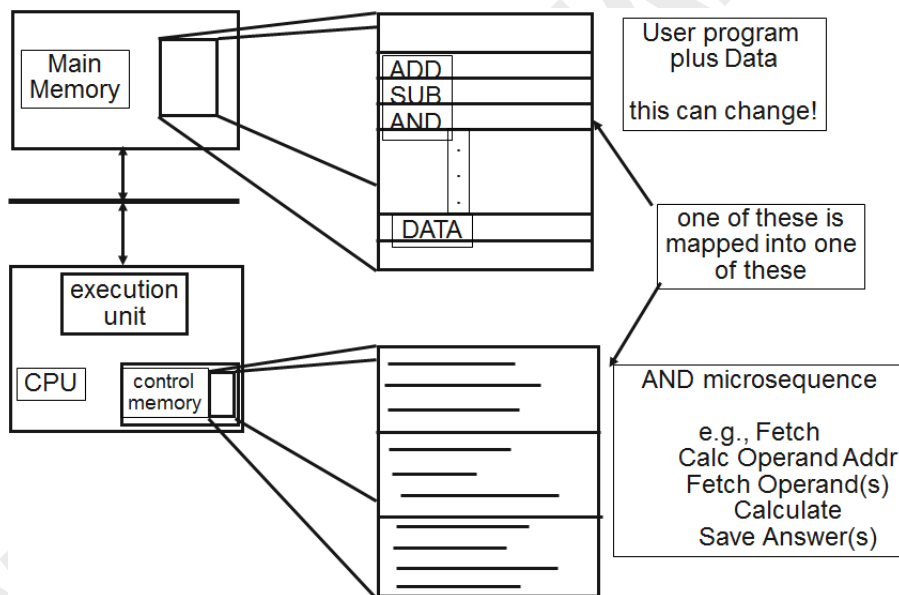 Main
Memory
ADD
SUB
AND
.
.
.
DATA
User program
plus Data
this can change!
one of these is
mapped into one
of these
execution
unit
CPU
control
memory
AND microsequence
e.g., Fetch
Calc Operand Addr
Fetch Operand(s)
Calculate
Save Answer(s)